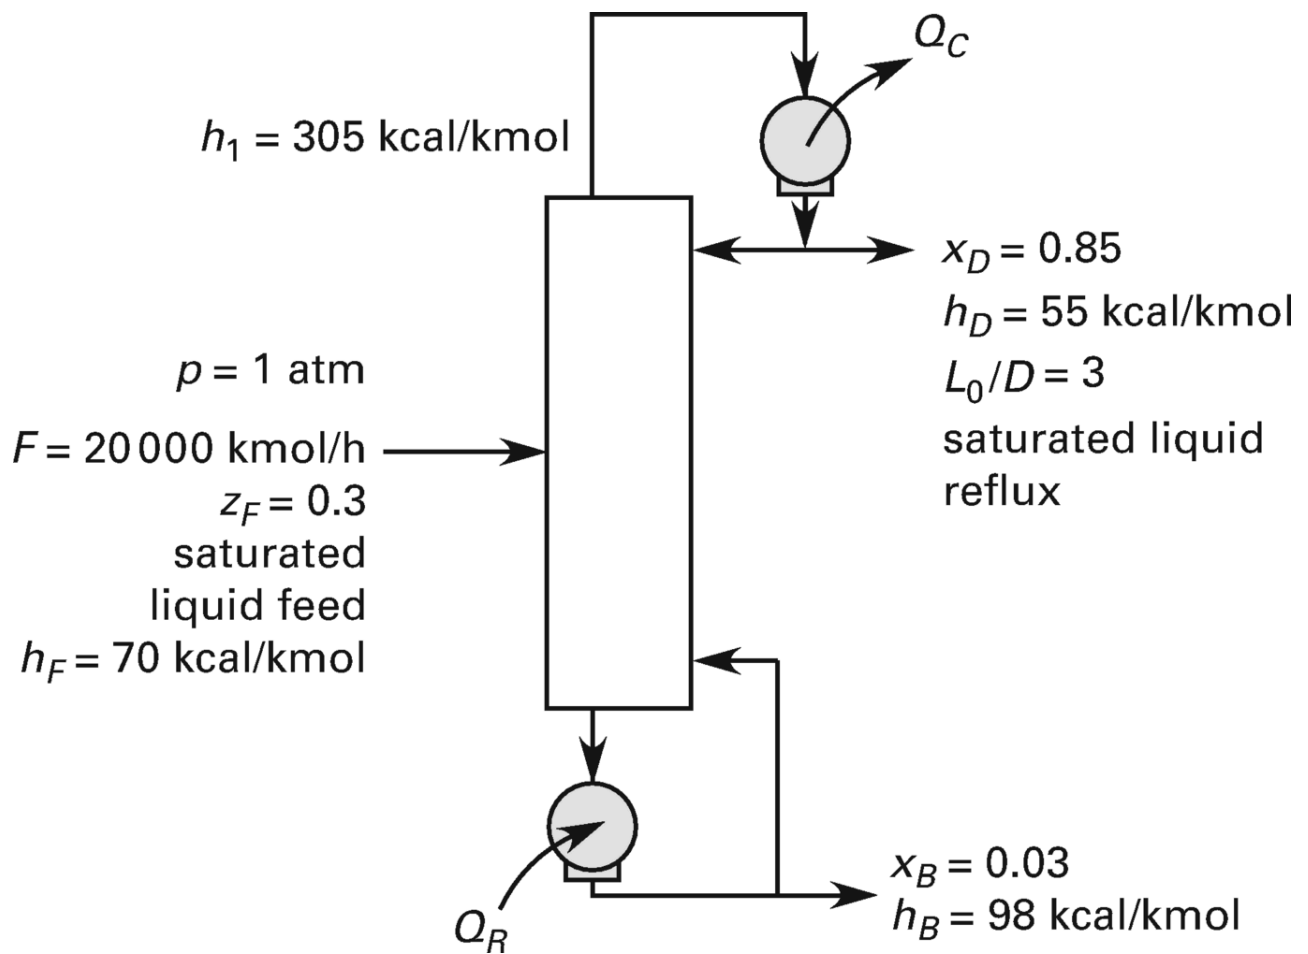 Q_C
h_1 = 305 kcal/kmol
x_D = 0.85
h_D = 55 kcal/kmol
L_0/D = 3
saturated liquid
reflux
p = 1 atm
F = 20 000 kmol/h
z_F = 0.3
saturated
liquid feed
h_F = 70 kcal/kmol
x_B = 0.03
h_B = 98 kcal/kmol
Q_R